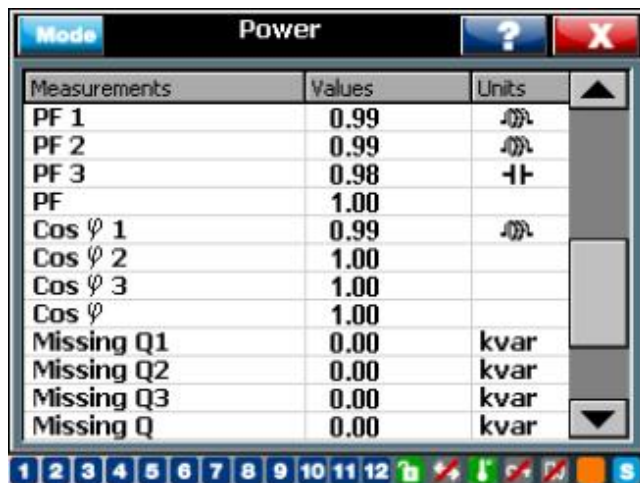 Mode Power ? X
Measurements Values Units
PF 1 0.99
PF 2 0.99
PF 3 0.98
PF 1.00
Cos φ 1 0.99
Cos φ 2 1.00
Cos φ 3 1.00
Cos φ 1.00
Missing Q1 0.00 kvar
Missing Q2 0.00 kvar
Missing Q3 0.00 kvar
Missing Q 0.00 kvar
1 2 3 4 5 6 7 8 9 10 11 12 S